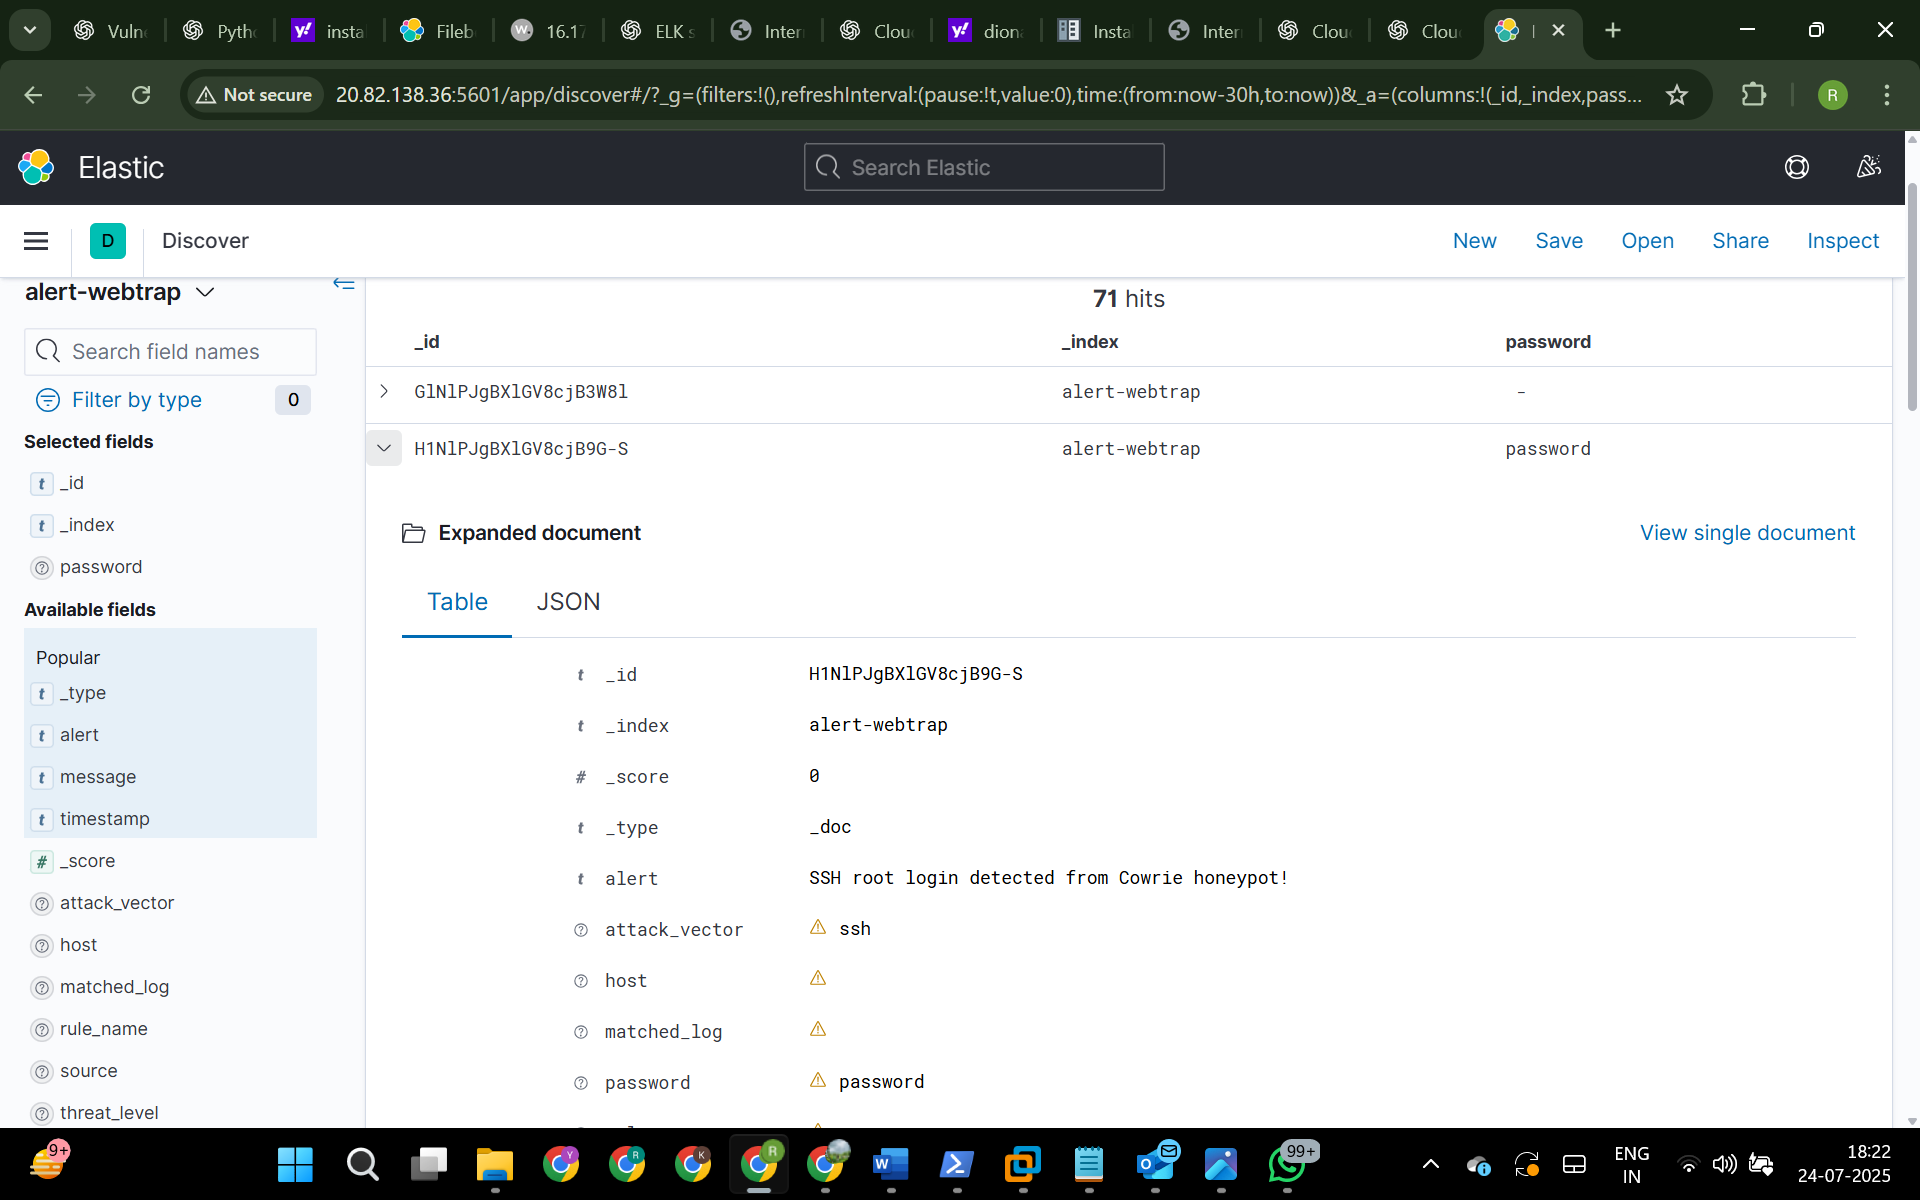 Vuln
Pyth
insta
Fileb
16.17
ELK s
Inter
Clou
diona
Insta
Inter
Clou
Clou
Not secure
20.82.138.36:5601/app/discover#/?_g=(filters:!(),refreshInterval:(pause:!t,value:0),time:(from:now-30h,to:now))&_a=(columns:!(_id,_index,pass...
R
Elastic
Search Elastic
D
Discover
New
Save
Open
Share
Inspect
alert-webtrap
Search field names
Filter by type
0
Selected fields
t _id
t _index
password
Available fields
Popular
t _type
t alert
t message
t timestamp
# _score
attack_vector
host
matched_log
rule_name
source
threat_level
71 hits
_id _index password
GlNlPJgBXlGV8cjB3W8l alert-webtrap -
H1NlPJgBXlGV8cjB9G-S alert-webtrap password
Expanded document
View single document
Table
JSON
t _id H1NlPJgBXlGV8cjB9G-S
t _index alert-webtrap
# _score 0
t _type _doc
t alert SSH root login detected from Cowrie honeypot!
attack_vector ssh
host
matched_log
password password
9+
99+
ENG
IN
18:22
24-07-2025